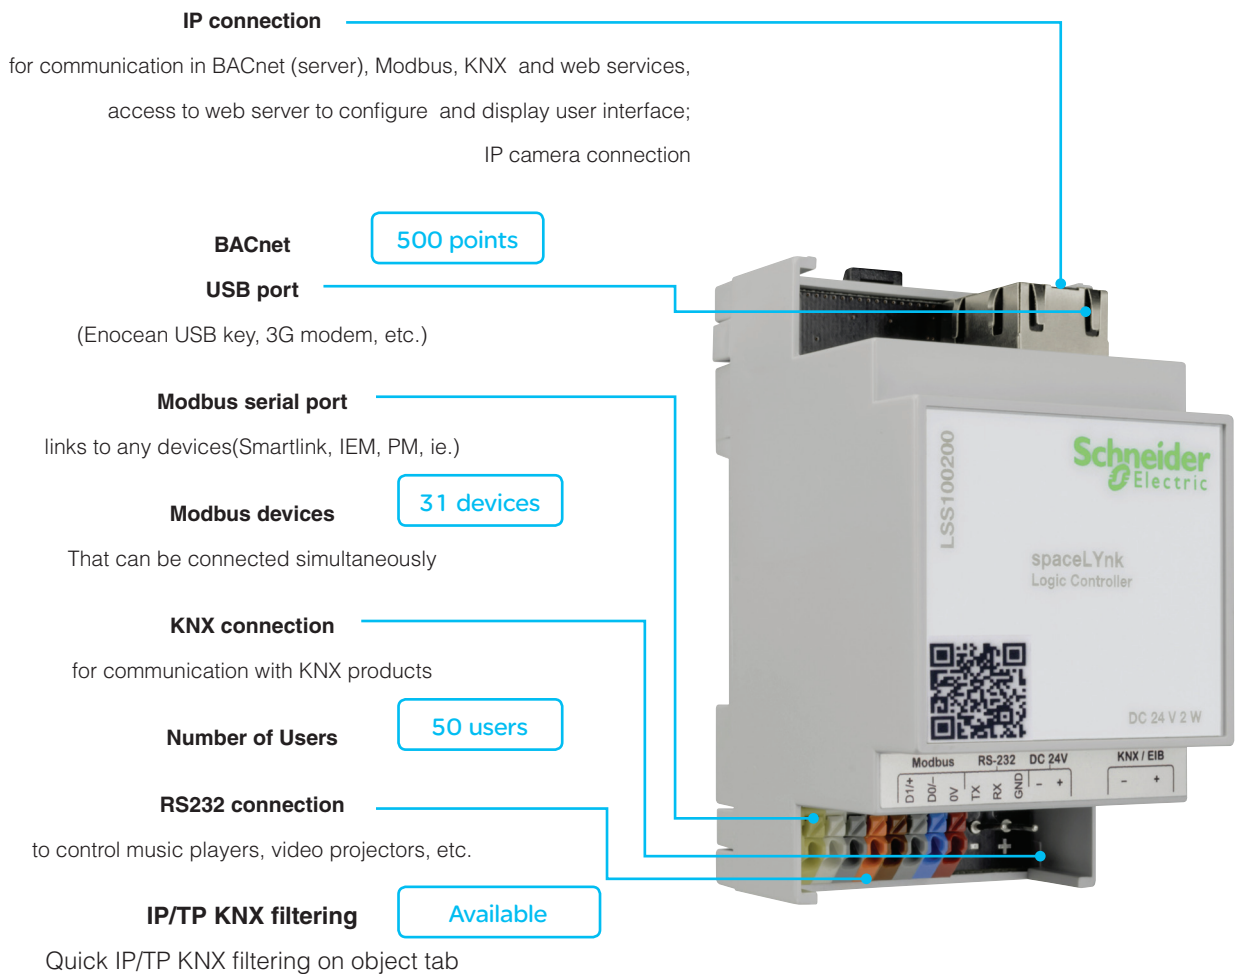 IP connection
for communication in BACnet (server), Modbus, KNX and web services,
access to web server to configure and display user interface;
IP camera connection
BACnet
500 points
USB port
(Enocean USB key, 3G modem, etc.)
Modbus serial port
links to any devices(Smartlink, IEM, PM, ie.)
Modbus devices
31 devices
That can be connected simultaneously
KNX connection
for communication with KNX products
Number of Users
50 users
RS232 connection
to control music players, video projectors, etc.
IP/TP KNX filtering
Available
Quick IP/TP KNX filtering on object tab
LSS100200
Schneider
Electric
spaceLYnk
Logic Controller
DC 24 V 2 W
Modbus RS-232 DC 24V KNX / EIB
D1/+ D0/– 0V TX RX GND – + – +
– +